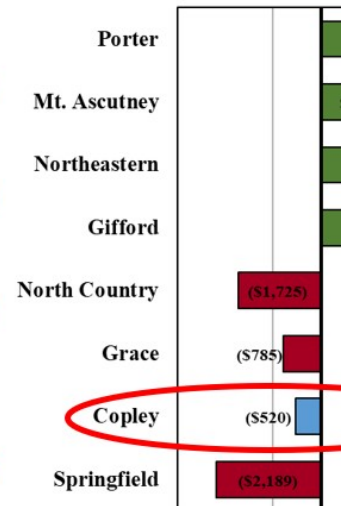 Porter
Mt. Ascutney
Northeastern
Gifford
North Country ($1,725)
Grace ($785)
Copley ($520)
Springfield ($2,189)